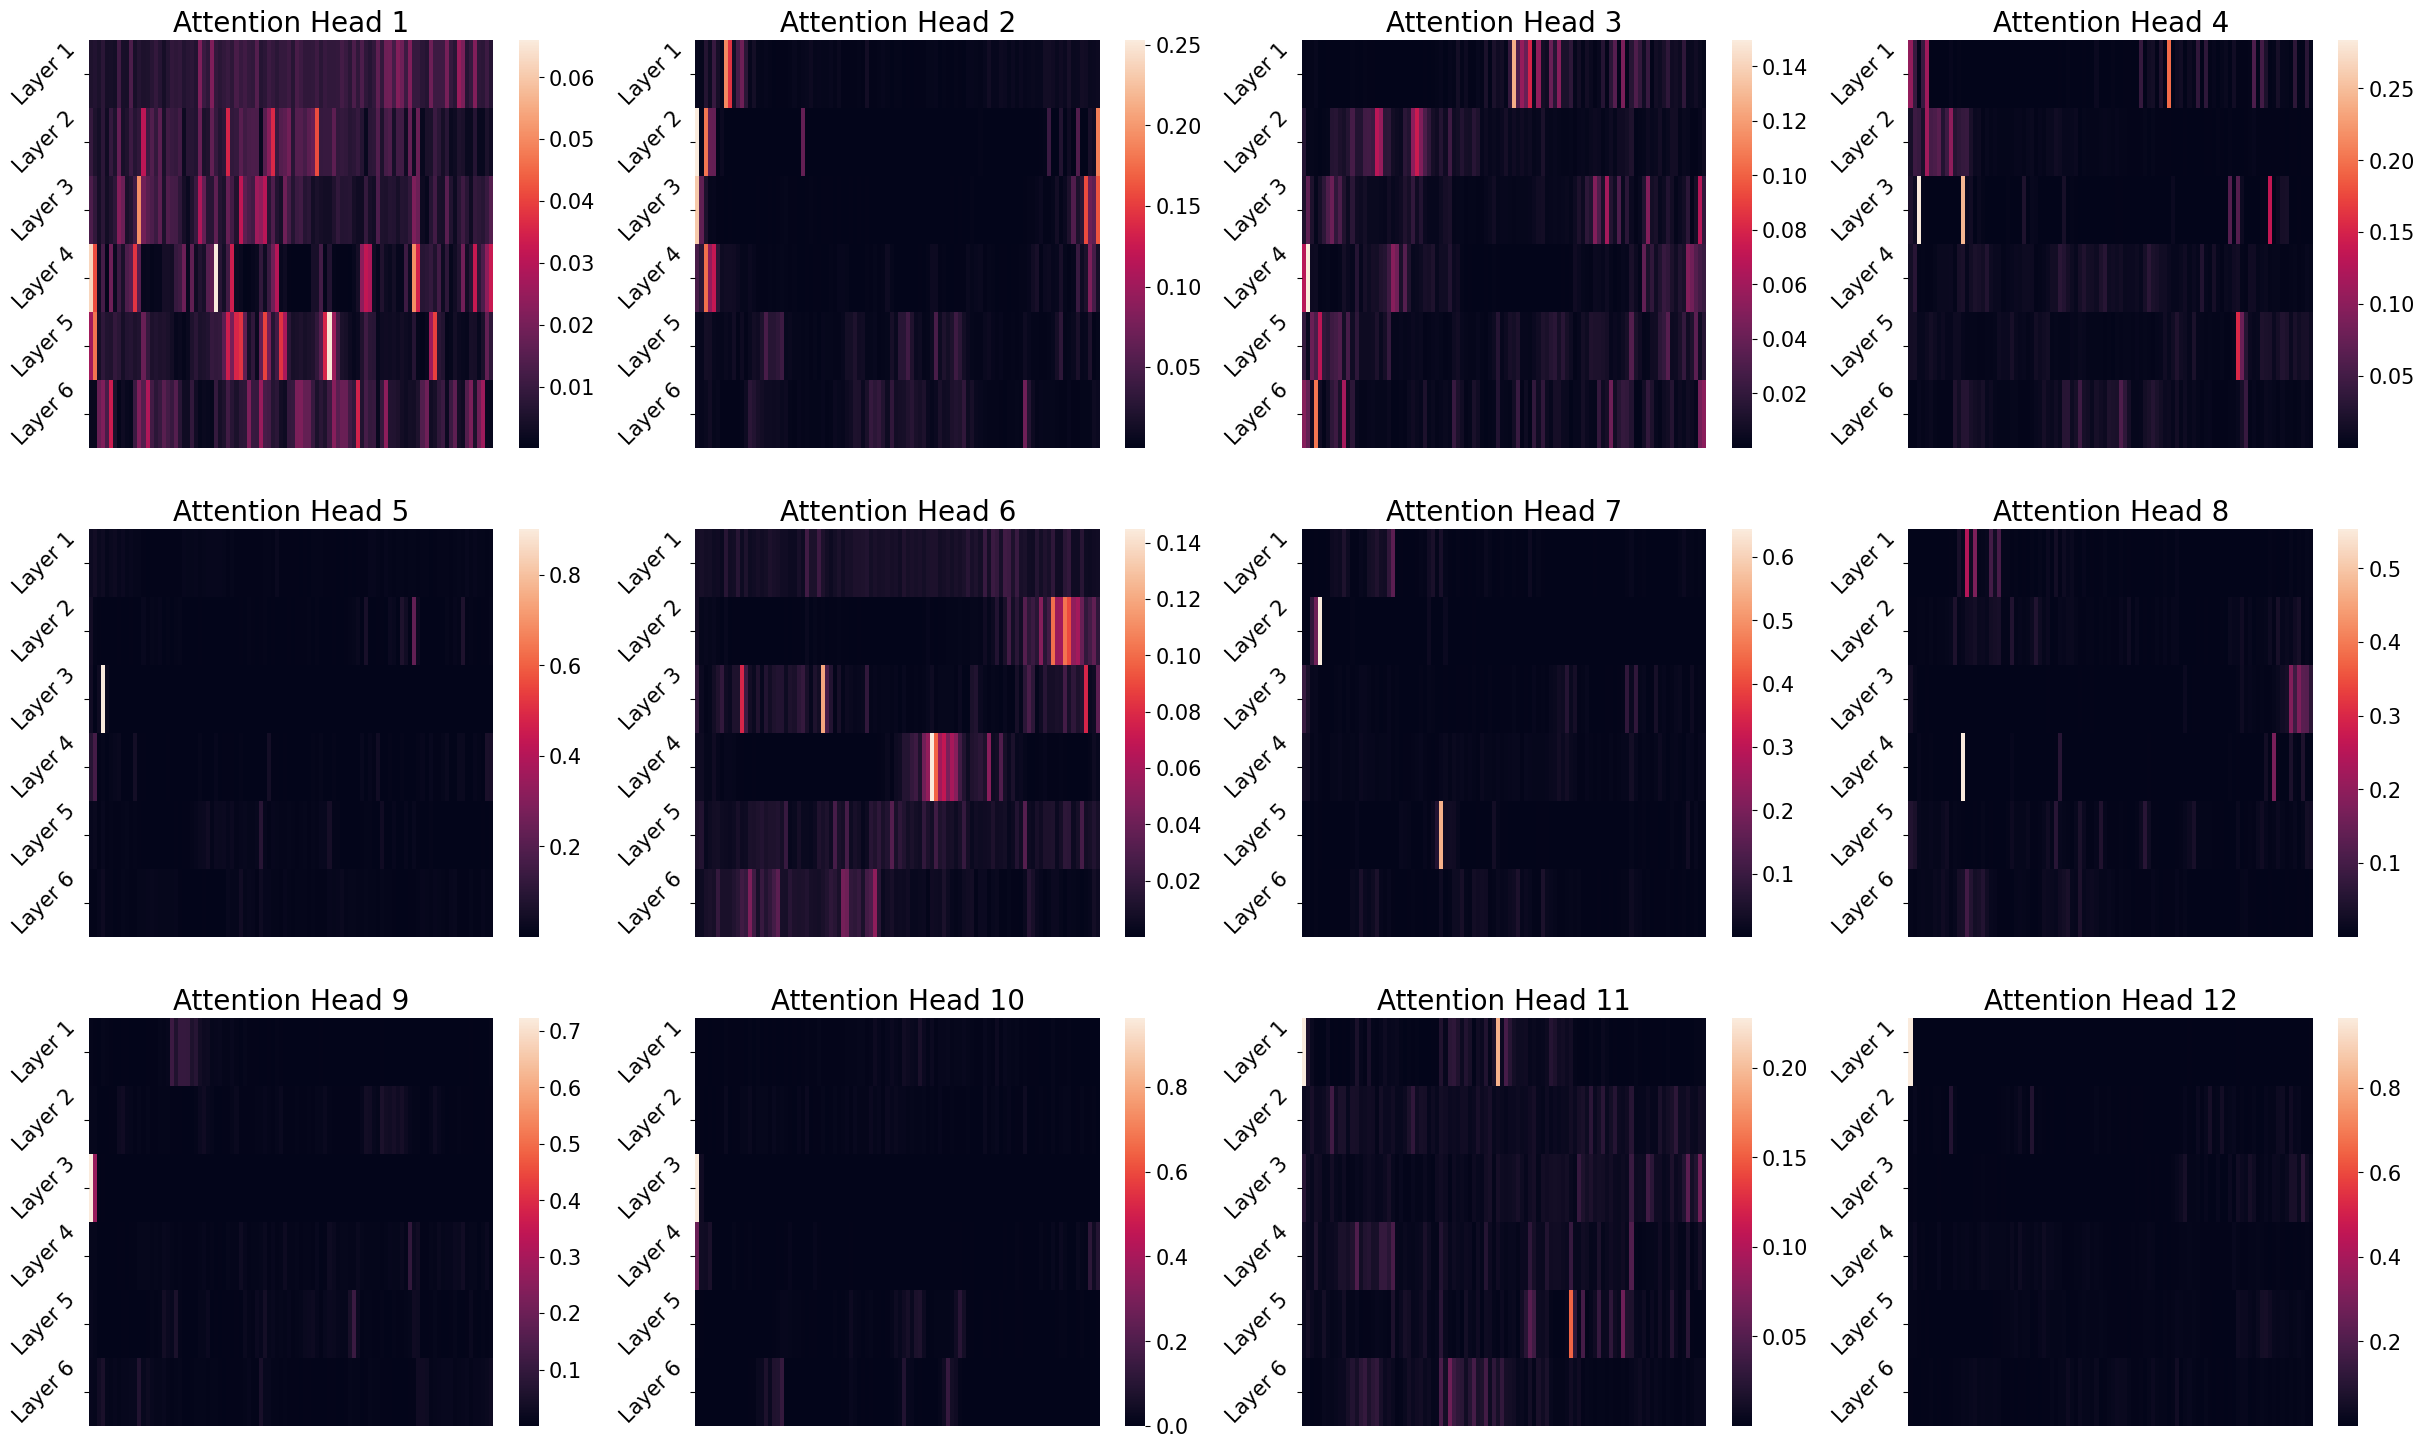 Attention Head 1
Layer 1
Layer 2
Layer 3
Layer 4
Layer 5
Layer 6
0.06
0.05
0.04
0.03
0.02
0.01
Attention Head 2
Layer 1
Layer 2
Layer 3
Layer 4
Layer 5
Layer 6
0.25
0.20
0.15
0.10
0.05
Attention Head 3
Layer 1
Layer 2
Layer 3
Layer 4
Layer 5
Layer 6
0.14
0.12
0.10
0.08
0.06
0.04
0.02
Attention Head 4
Layer 1
Layer 2
Layer 3
Layer 4
Layer 5
Layer 6
0.25
0.20
0.15
0.10
0.05
Attention Head 5
Layer 1
Layer 2
Layer 3
Layer 4
Layer 5
Layer 6
0.8
0.6
0.4
0.2
Attention Head 6
Layer 1
Layer 2
Layer 3
Layer 4
Layer 5
Layer 6
0.14
0.12
0.10
0.08
0.06
0.04
0.02
Attention Head 7
Layer 1
Layer 2
Layer 3
Layer 4
Layer 5
Layer 6
0.6
0.5
0.4
0.3
0.2
0.1
Attention Head 8
Layer 1
Layer 2
Layer 3
Layer 4
Layer 5
Layer 6
0.5
0.4
0.3
0.2
0.1
Attention Head 9
Layer 1
Layer 2
Layer 3
Layer 4
Layer 5
Layer 6
0.7
0.6
0.5
0.4
0.3
0.2
0.1
Attention Head 10
Layer 1
Layer 2
Layer 3
Layer 4
Layer 5
Layer 6
0.8
0.6
0.4
0.2
0.0
Attention Head 11
Layer 1
Layer 2
Layer 3
Layer 4
Layer 5
Layer 6
0.20
0.15
0.10
0.05
Attention Head 12
Layer 1
Layer 2
Layer 3
Layer 4
Layer 5
Layer 6
0.8
0.6
0.4
0.2